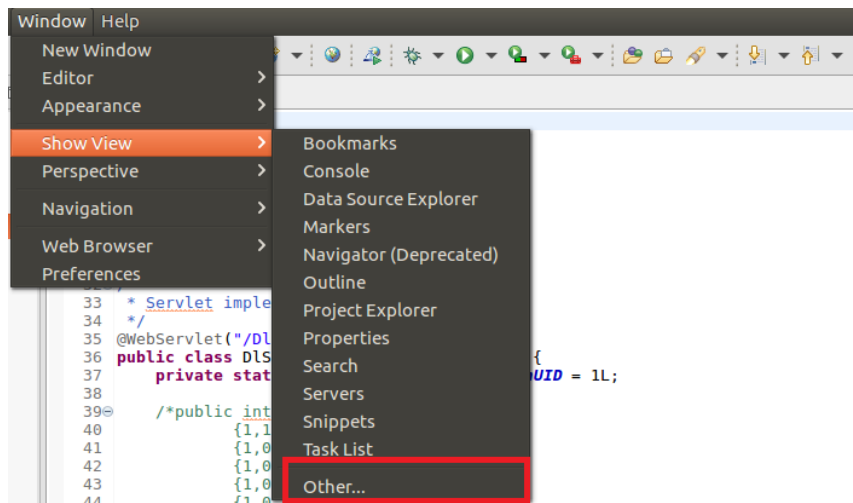 Window Help
New Window
Editor
Appearance
Show View
Perspective
Navigation
Web Browser
Preferences
Bookmarks
Console
Data Source Explorer
Markers
Navigator (Deprecated)
Outline
Project Explorer
Properties
Search
Servers
Snippets
Task List
Other...
33 * Servlet imple
34 */
35 @WebServlet("/Dl
36 public class DlS {
37 private stat UID = 1L;
38
39 /*public int
40 {1,1
41 {1,0
42 {1,0
43 {1,0
44 {1,0